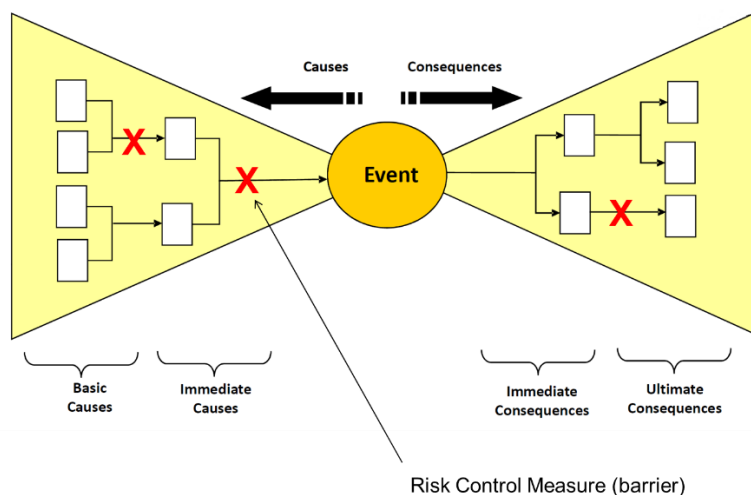 Causes
Consequences
Event
Basic
Causes
Immediate
Causes
Immediate
Consequences
Ultimate
Consequences
Risk Control Measure (barrier)